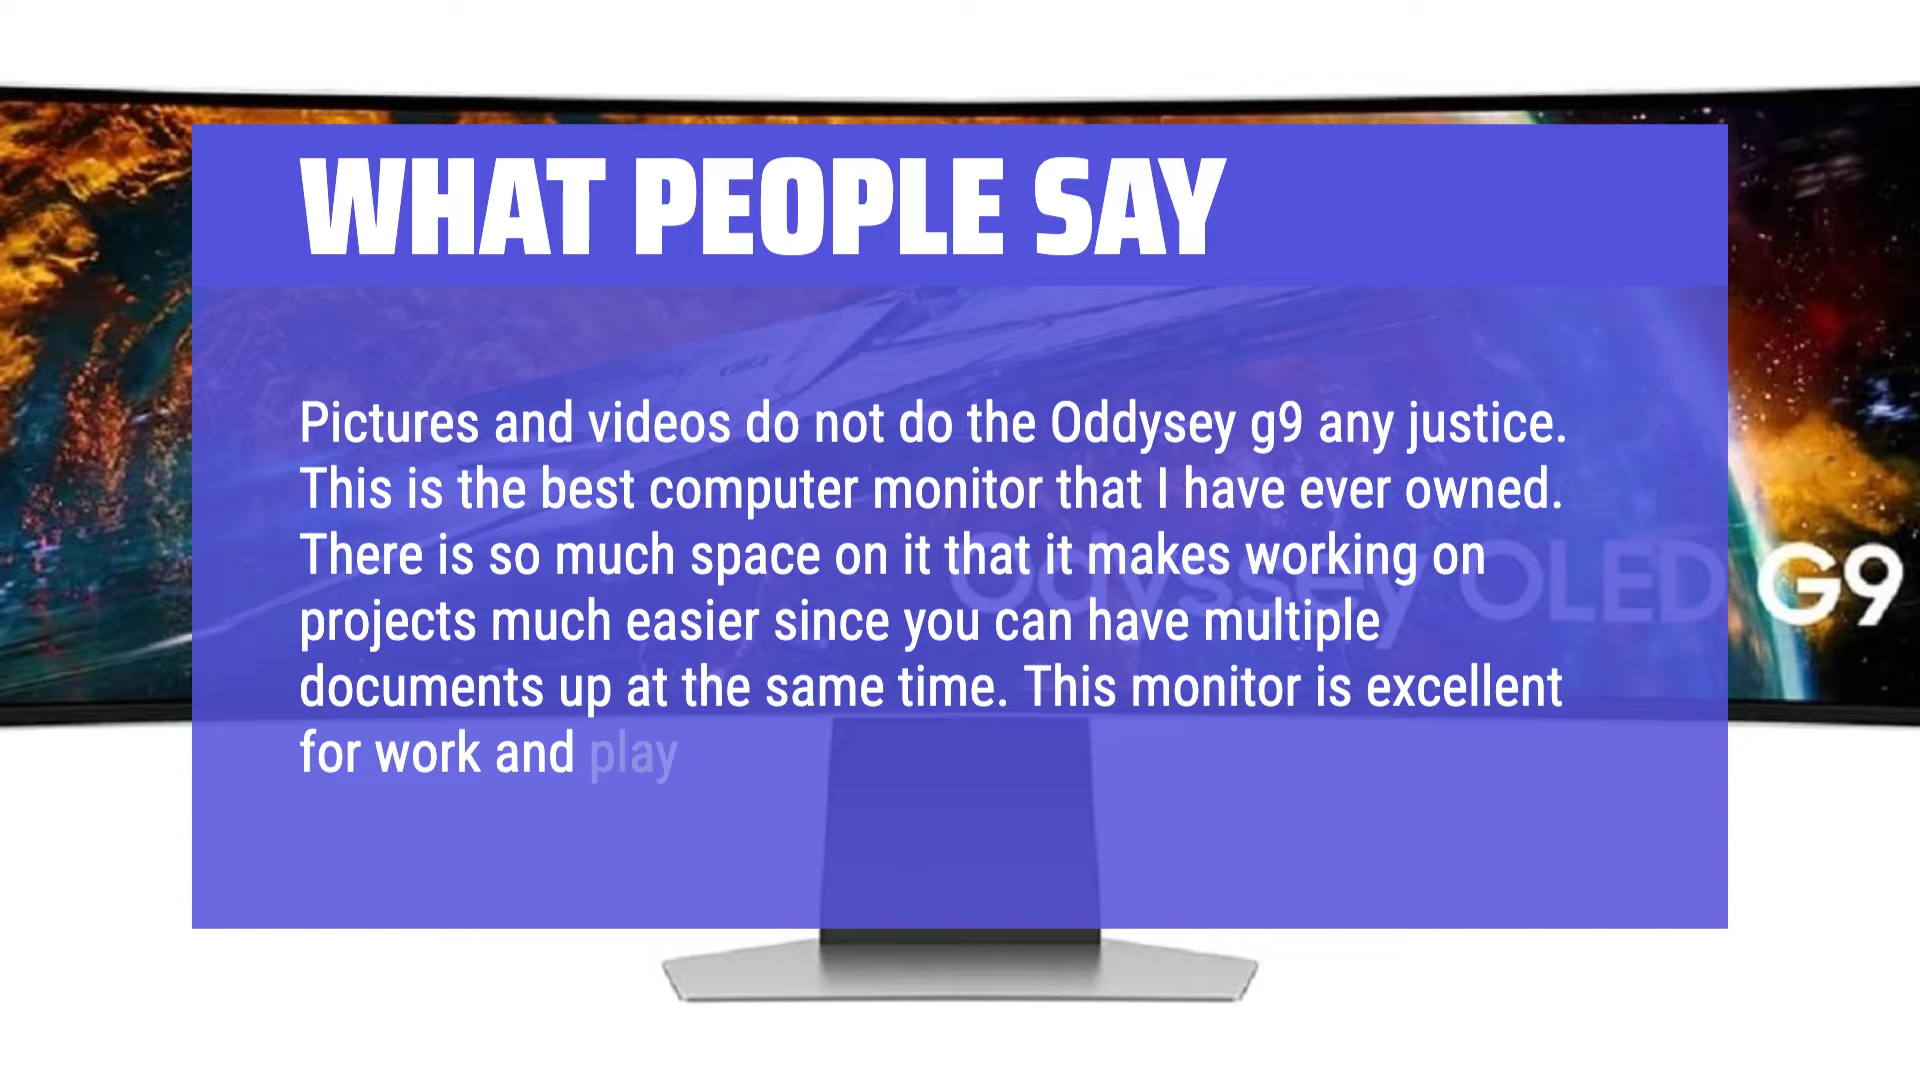 WHAT PEOPLE SAY
Pictures and videos do not do the Oddysey g9 any justice.
This is the best computer monitor that I have ever owned.
There is so much space on it that it makes working on
projects much easier since you can have multiple
documents up at the same time. This monitor is excellent
for work and play
Odyssey OLED G9